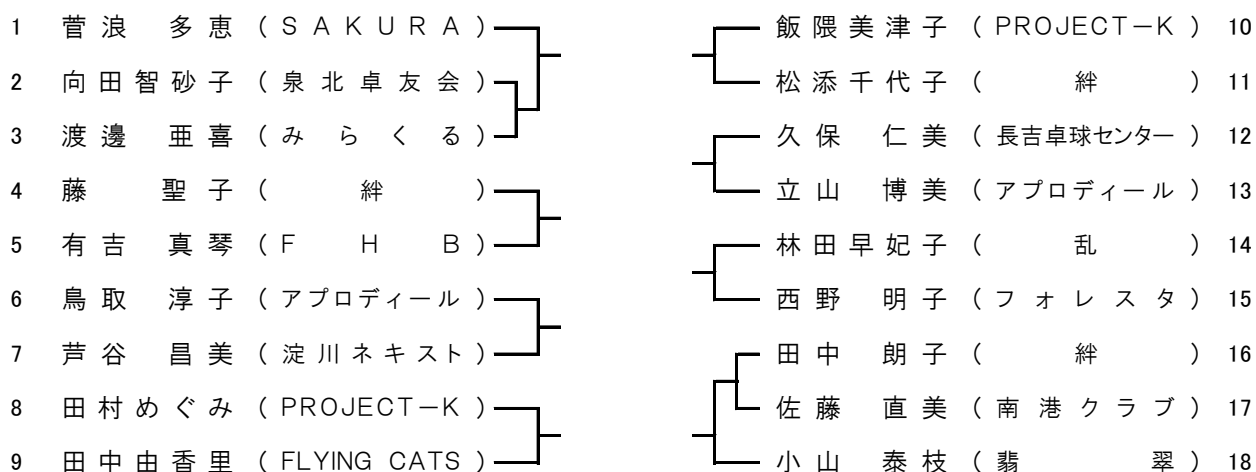 1 菅浪 多恵 (SAKURA)
2 向田智砂子 (泉北卓友会)
3 渡邊 亜喜 (みらくる)
4 藤 聖子 (絆)
5 有吉 真琴 (FHB)
6 鳥取 淳子 (アプロディール)
7 芦谷 昌美 (淀川ネキスト)
8 田村めぐみ (PROJECT-K)
9 田中由香里 (FLYING CATS)
飯隈美津子 (PROJECT-K) 10
松添千代子 (絆) 11
久保 仁美 (長吉卓球センター) 12
立山 博美 (アプロディール) 13
林田早妃子 (乱) 14
西野 明子 (フォレスタ) 15
田中 朗子 (絆) 16
佐藤 直美 (南港クラブ) 17
小山 泰枝 (翡翠) 18